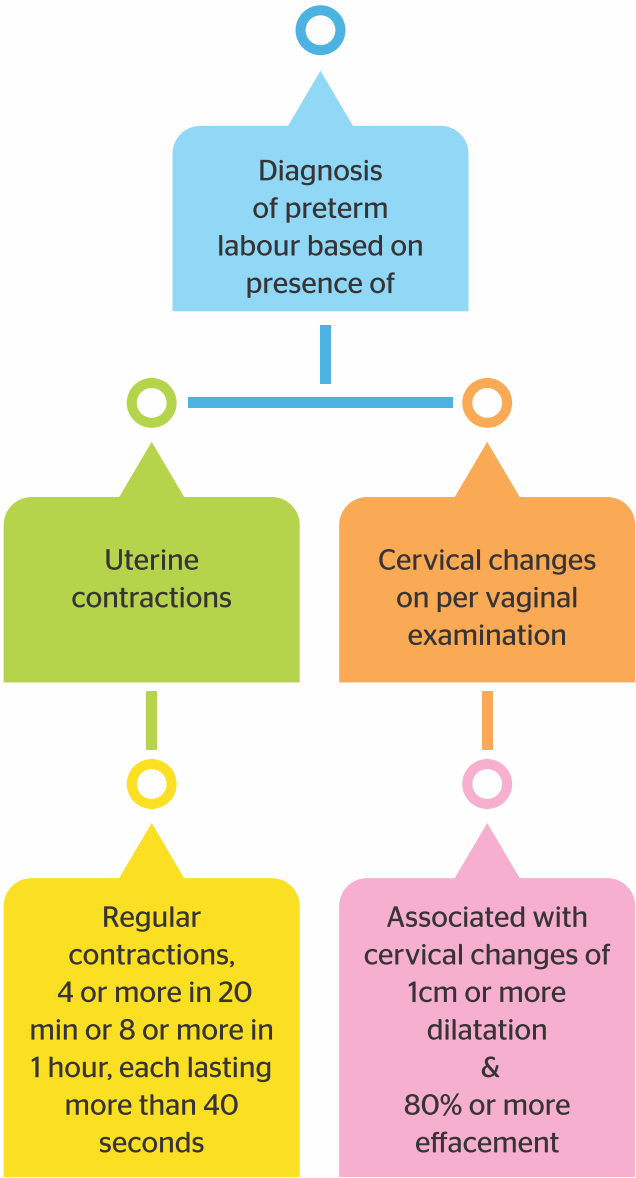 Diagnosis
of preterm
labour based on
presence of
Uterine
contractions
Cervical changes
on per vaginal
examination
Regular
contractions,
4 or more in 20
min or 8 or more in
1 hour, each lasting
more than 40
seconds
Associated with
cervical changes of
1cm or more
dilatation
&
80% or more
effacement